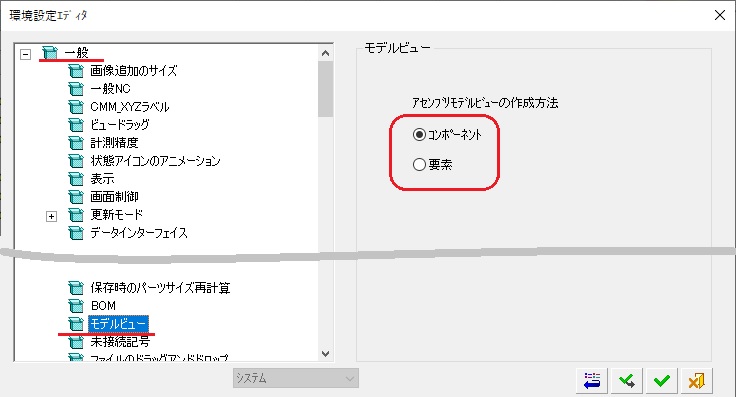 環境設定ｴﾃﾞｨﾀ
一般
画像追加のサイズ
一般NC
CMM_XYZラベル
ビュードラッグ
計測精度
状態アイコンのアニメーション
表示
画面制御
更新モード
データインターフェイス
保存時のパーツサイズ再計算
BOM
モデルビュー
未接続記号
ファイルのドラッグアンドドロップ
モデルビュー
ｱｾﾝﾌﾞﾘﾓﾃﾞﾙﾋﾞｭｰの作成方法
ｺﾝﾎﾟｰﾈﾝﾄ
要素
ｼｽﾃﾑ